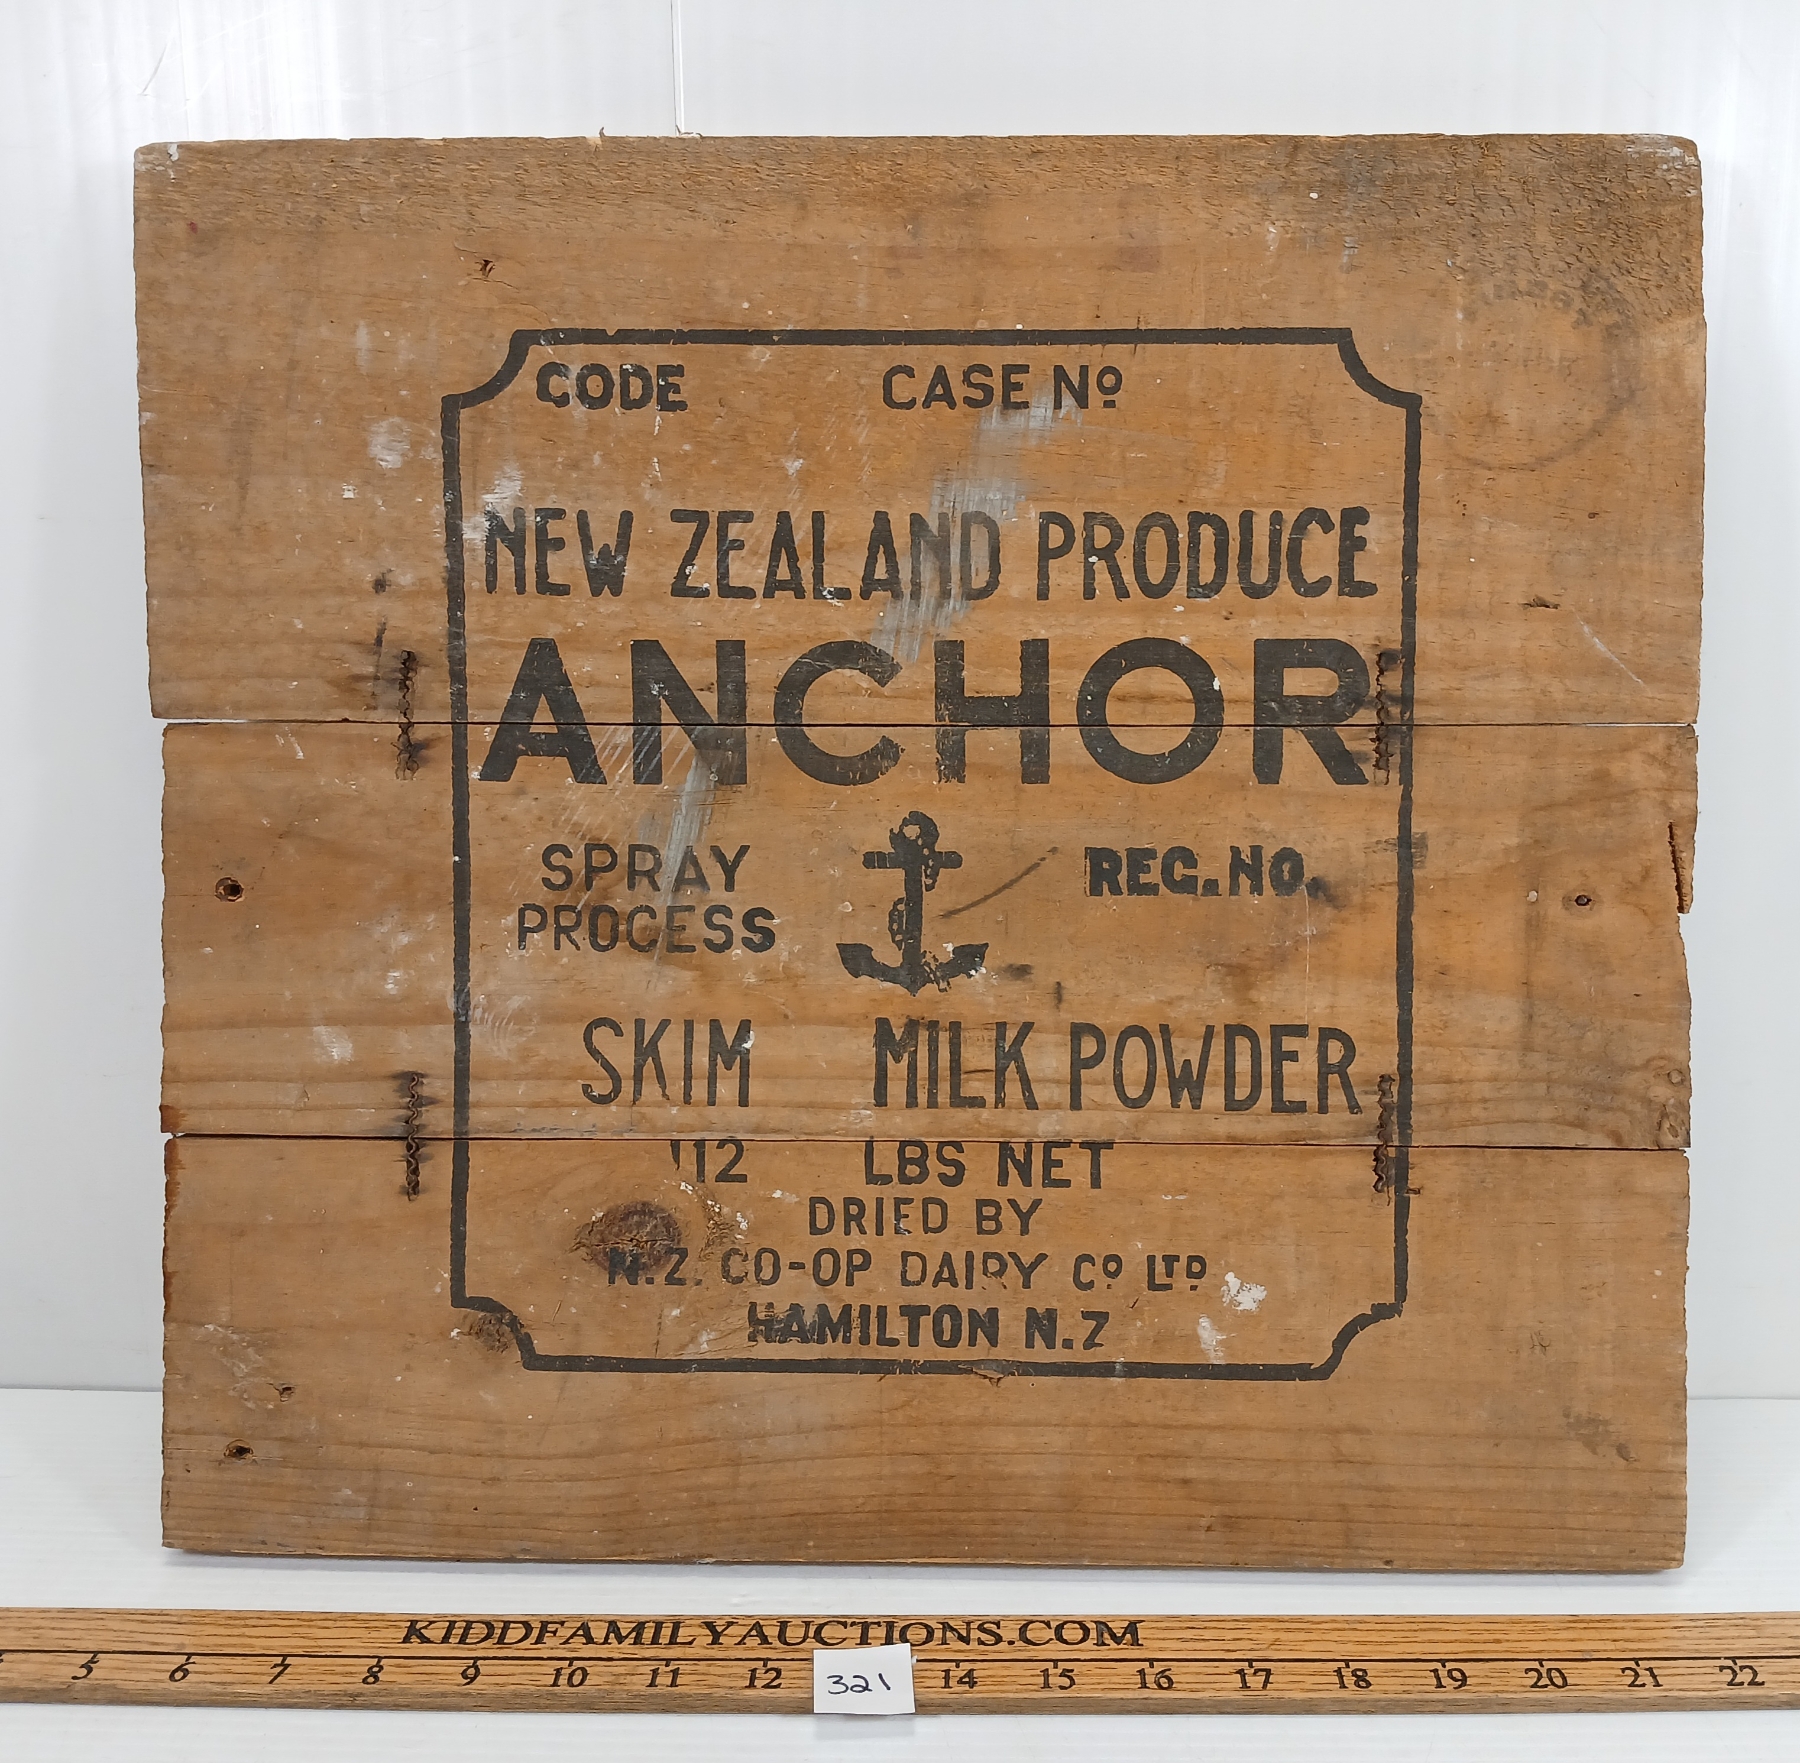 CODE CASE Nº
NEW ZEALAND PRODUCE
ANCHOR
SPRAY PROCESS
REG. NO.
SKIM MILK POWDER
112 LBS NET
DRIED BY
N.Z. CO-OP DAIRY Cº LTD
HAMILTON N.Z
KIDDFAMILYAUCTIONS.COM
5 6 7 8 9 10 11 12 14 15 16 17 18 19 20 21 22
321